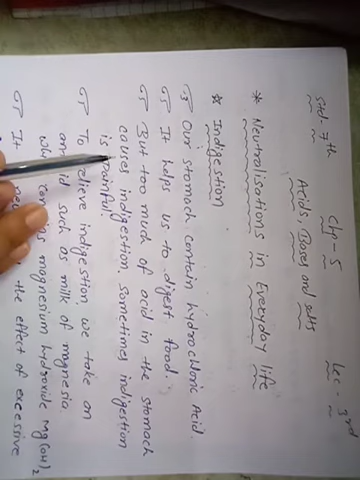 std 7th chp - 5 lec - 3rd
Acids, Bases and salts
* Neutralisations in Everyday life
* Indigestion
Our stomach contain hydrochloric Acid.
It helps us to digest food.
But too much of acid in the stomach
causes indigestion. Sometimes indigestion
is painful.
To relieve indigestion we take an
such as milk of magnesia
magnesium hydroxide Mg(OH)2
It the effect of excessive